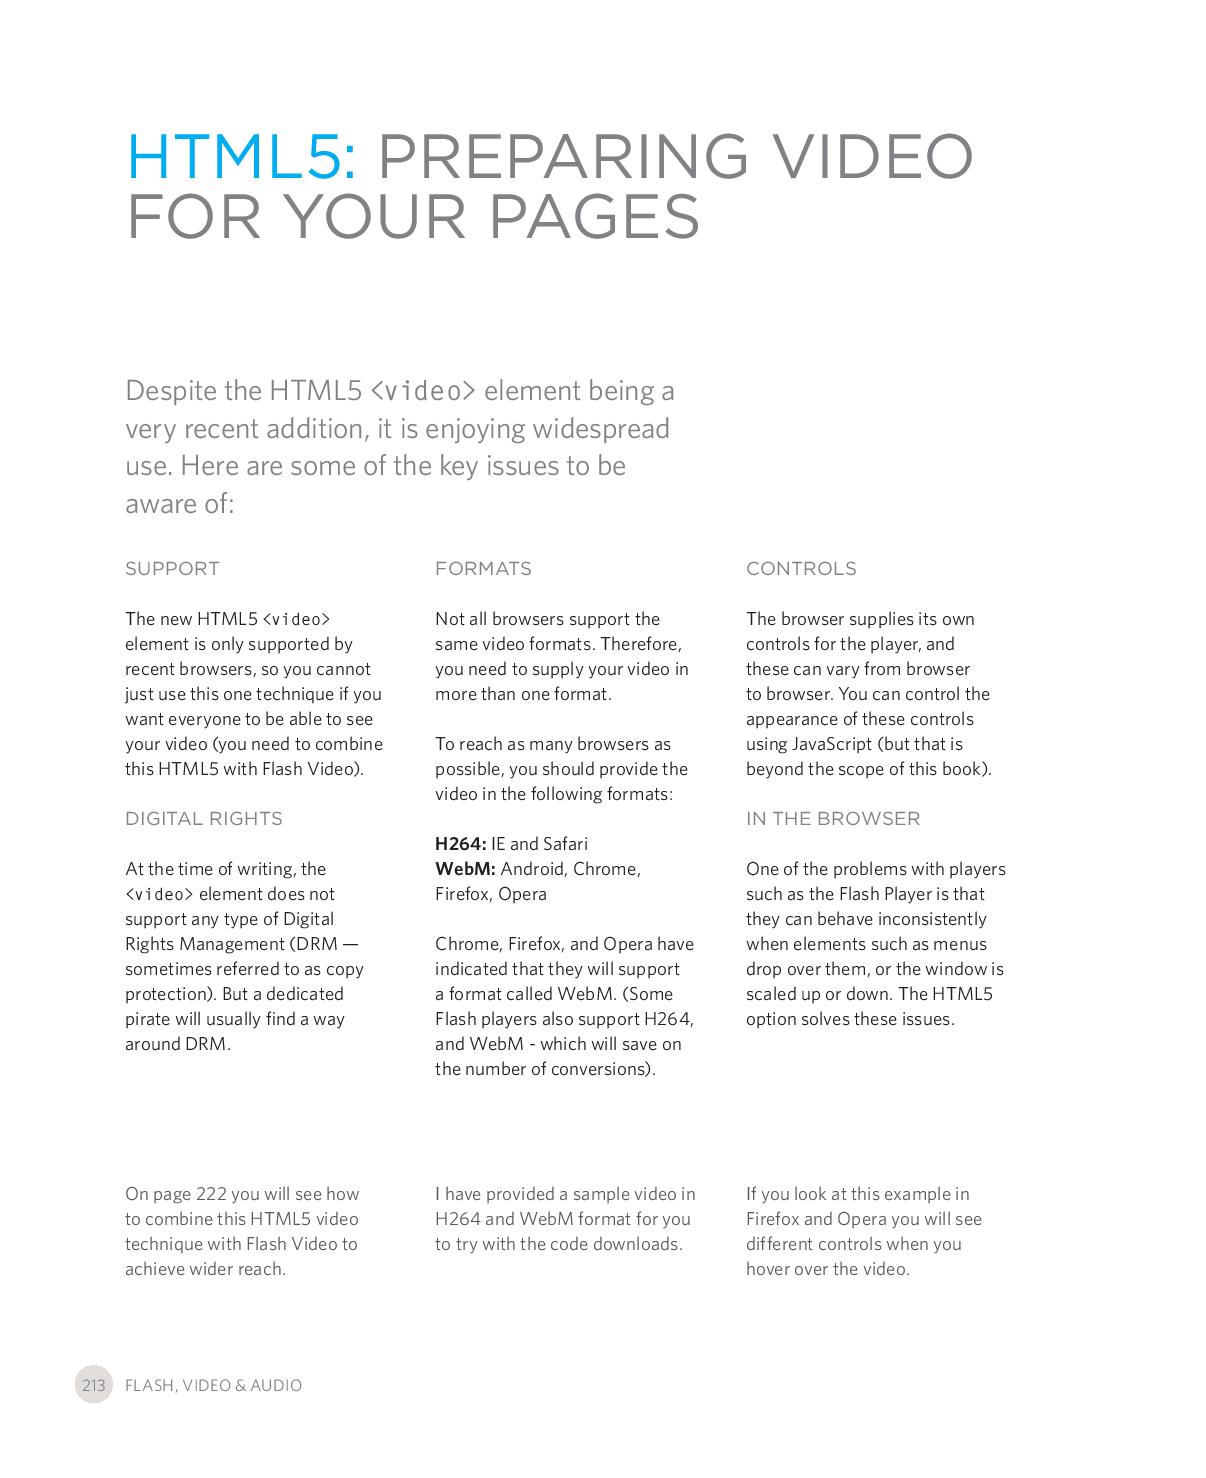 HTML5: PREPARING VIDEO
FOR YOUR PAGES
Despite the HTML5 <video> element being a
very recent addition, it is enjoying widespread
use. Here are some of the key issues to be
aware of:
SUPPORT
The new HTML5 <video>
element is only supported by
recent browsers, so you cannot
just use this one technique if you
want everyone to be able to see
your video (you need to combine
this HTML5 with Flash Video).
DIGITAL RIGHTS
At the time of writing, the
<video> element does not
support any type of Digital
Rights Management (DRM —
sometimes referred to as copy
protection). But a dedicated
pirate will usually find a way
around DRM.
FORMATS
Not all browsers support the
same video formats. Therefore,
you need to supply your video in
more than one format.
To reach as many browsers as
possible, you should provide the
video in the following formats:
H264: IE and Safari
WebM: Android, Chrome,
Firefox, Opera
Chrome, Firefox, and Opera have
indicated that they will support
a format called WebM. (Some
Flash players also support H264,
and WebM - which will save on
the number of conversions).
CONTROLS
The browser supplies its own
controls for the player, and
these can vary from browser
to browser. You can control the
appearance of these controls
using JavaScript (but that is
beyond the scope of this book).
IN THE BROWSER
One of the problems with players
such as the Flash Player is that
they can behave inconsistently
when elements such as menus
drop over them, or the window is
scaled up or down. The HTML5
option solves these issues.
On page 222 you will see how
to combine this HTML5 video
technique with Flash Video to
achieve wider reach.
I have provided a sample video in
H264 and WebM format for you
to try with the code downloads.
If you look at this example in
Firefox and Opera you will see
different controls when you
hover over the video.
213 FLASH, VIDEO & AUDIO